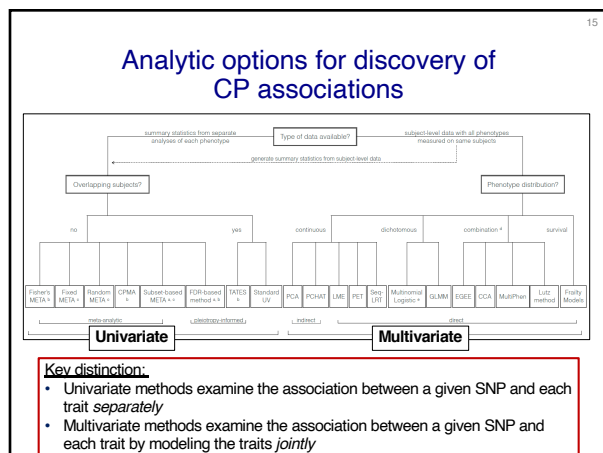 15
Analytic options for discovery of
CP associations
summary statistics from separate
analyses of each phenotype
Type of data available?
subject-level data with all phenotypes
measured on same subjects
generate summary statistics from subject-level data
Overlapping subjects?
Phenotype distribution?
no
yes
continuous
dichotomous
combination d
survival
Fisher's META b
Fixed META c
Random META c
CPMA b
Subset-based META a, c
FDR-based method a, b
TATES b
Standard UV
PCA
PCHAT
LME
PET
Seq-LRT
Multinomial Logistic e
GLMM
EGEE
CCA
MultiPhen
Lutz method
Frailty Models
meta-analytic
pleiotropy-informed
indirect
direct
Univariate
Multivariate
Key distinction:
• Univariate methods examine the association between a given SNP and each
trait separately
• Multivariate methods examine the association between a given SNP and
each trait by modeling the traits jointly